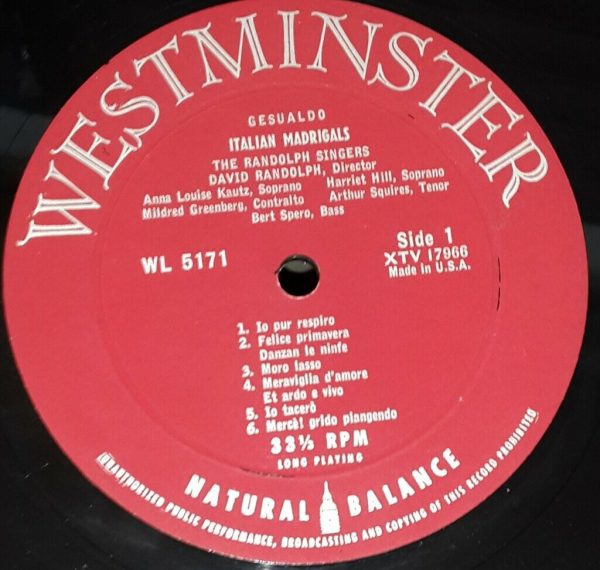 WESTMINSTER
GESUALDO
ITALIAN MADRIGALS
THE RANDOLPH SINGERS
DAVID RANDOLPH, Director
Anna Louise Kautz, Soprano Harriet Hill, Soprano
Mildred Greenberg, Contralto Arthur Squires, Tenor
Bert Spero, Bass
WL 5171
Side 1
XTV 17966
Made in U.S.A.
1. Io pur respiro
2. Felice primavera
Danzan le ninfe
3. Moro lasso
4. Meraviglia d'amore
Et ardo e vivo
5. Io tacerò
6. Mercè! grido piangendo
33⅓ RPM
LONG PLAYING
NATURAL BALANCE
UNAUTHORISED PUBLIC PERFORMANCE, BROADCASTING AND COPYING OF THIS RECORD PROHIBITED